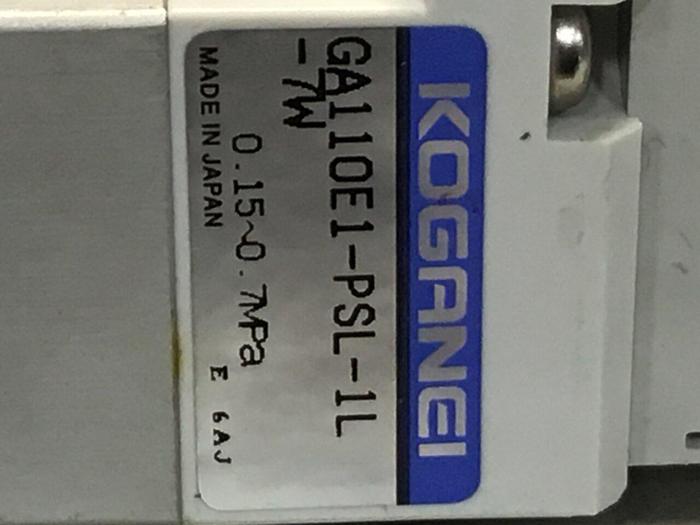 KOGANEI
GA110E1-PSL-1L
-7W
0.15~0.7MPa
MADE IN JAPAN E 6AJ